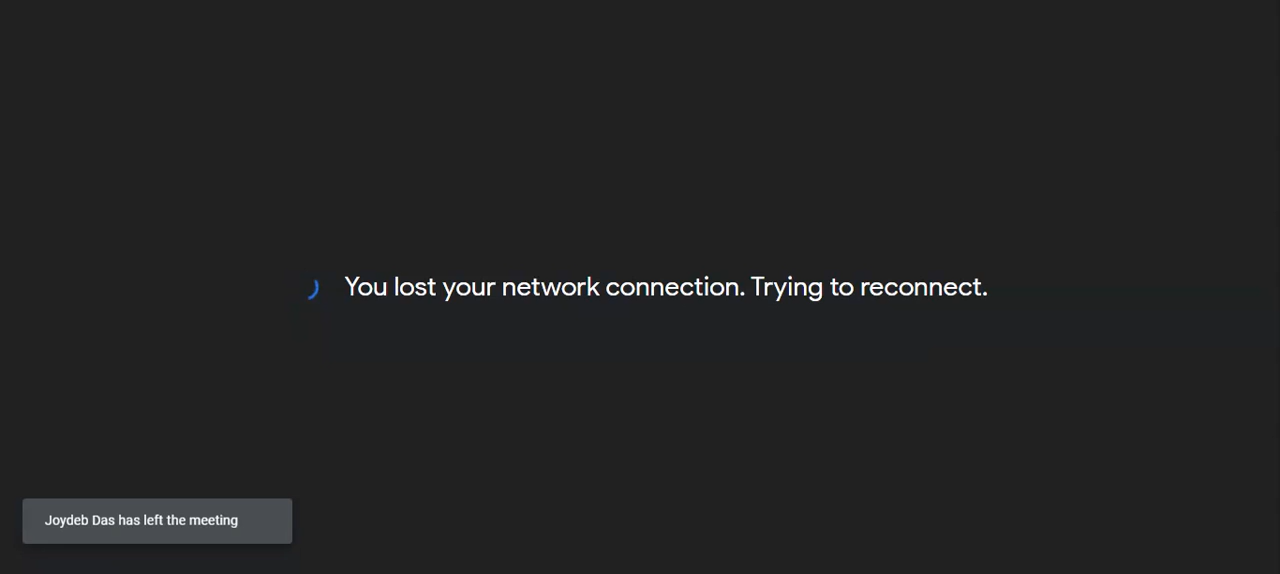 You lost your network connection. Trying to reconnect.
Joydeb Das has left the meeting